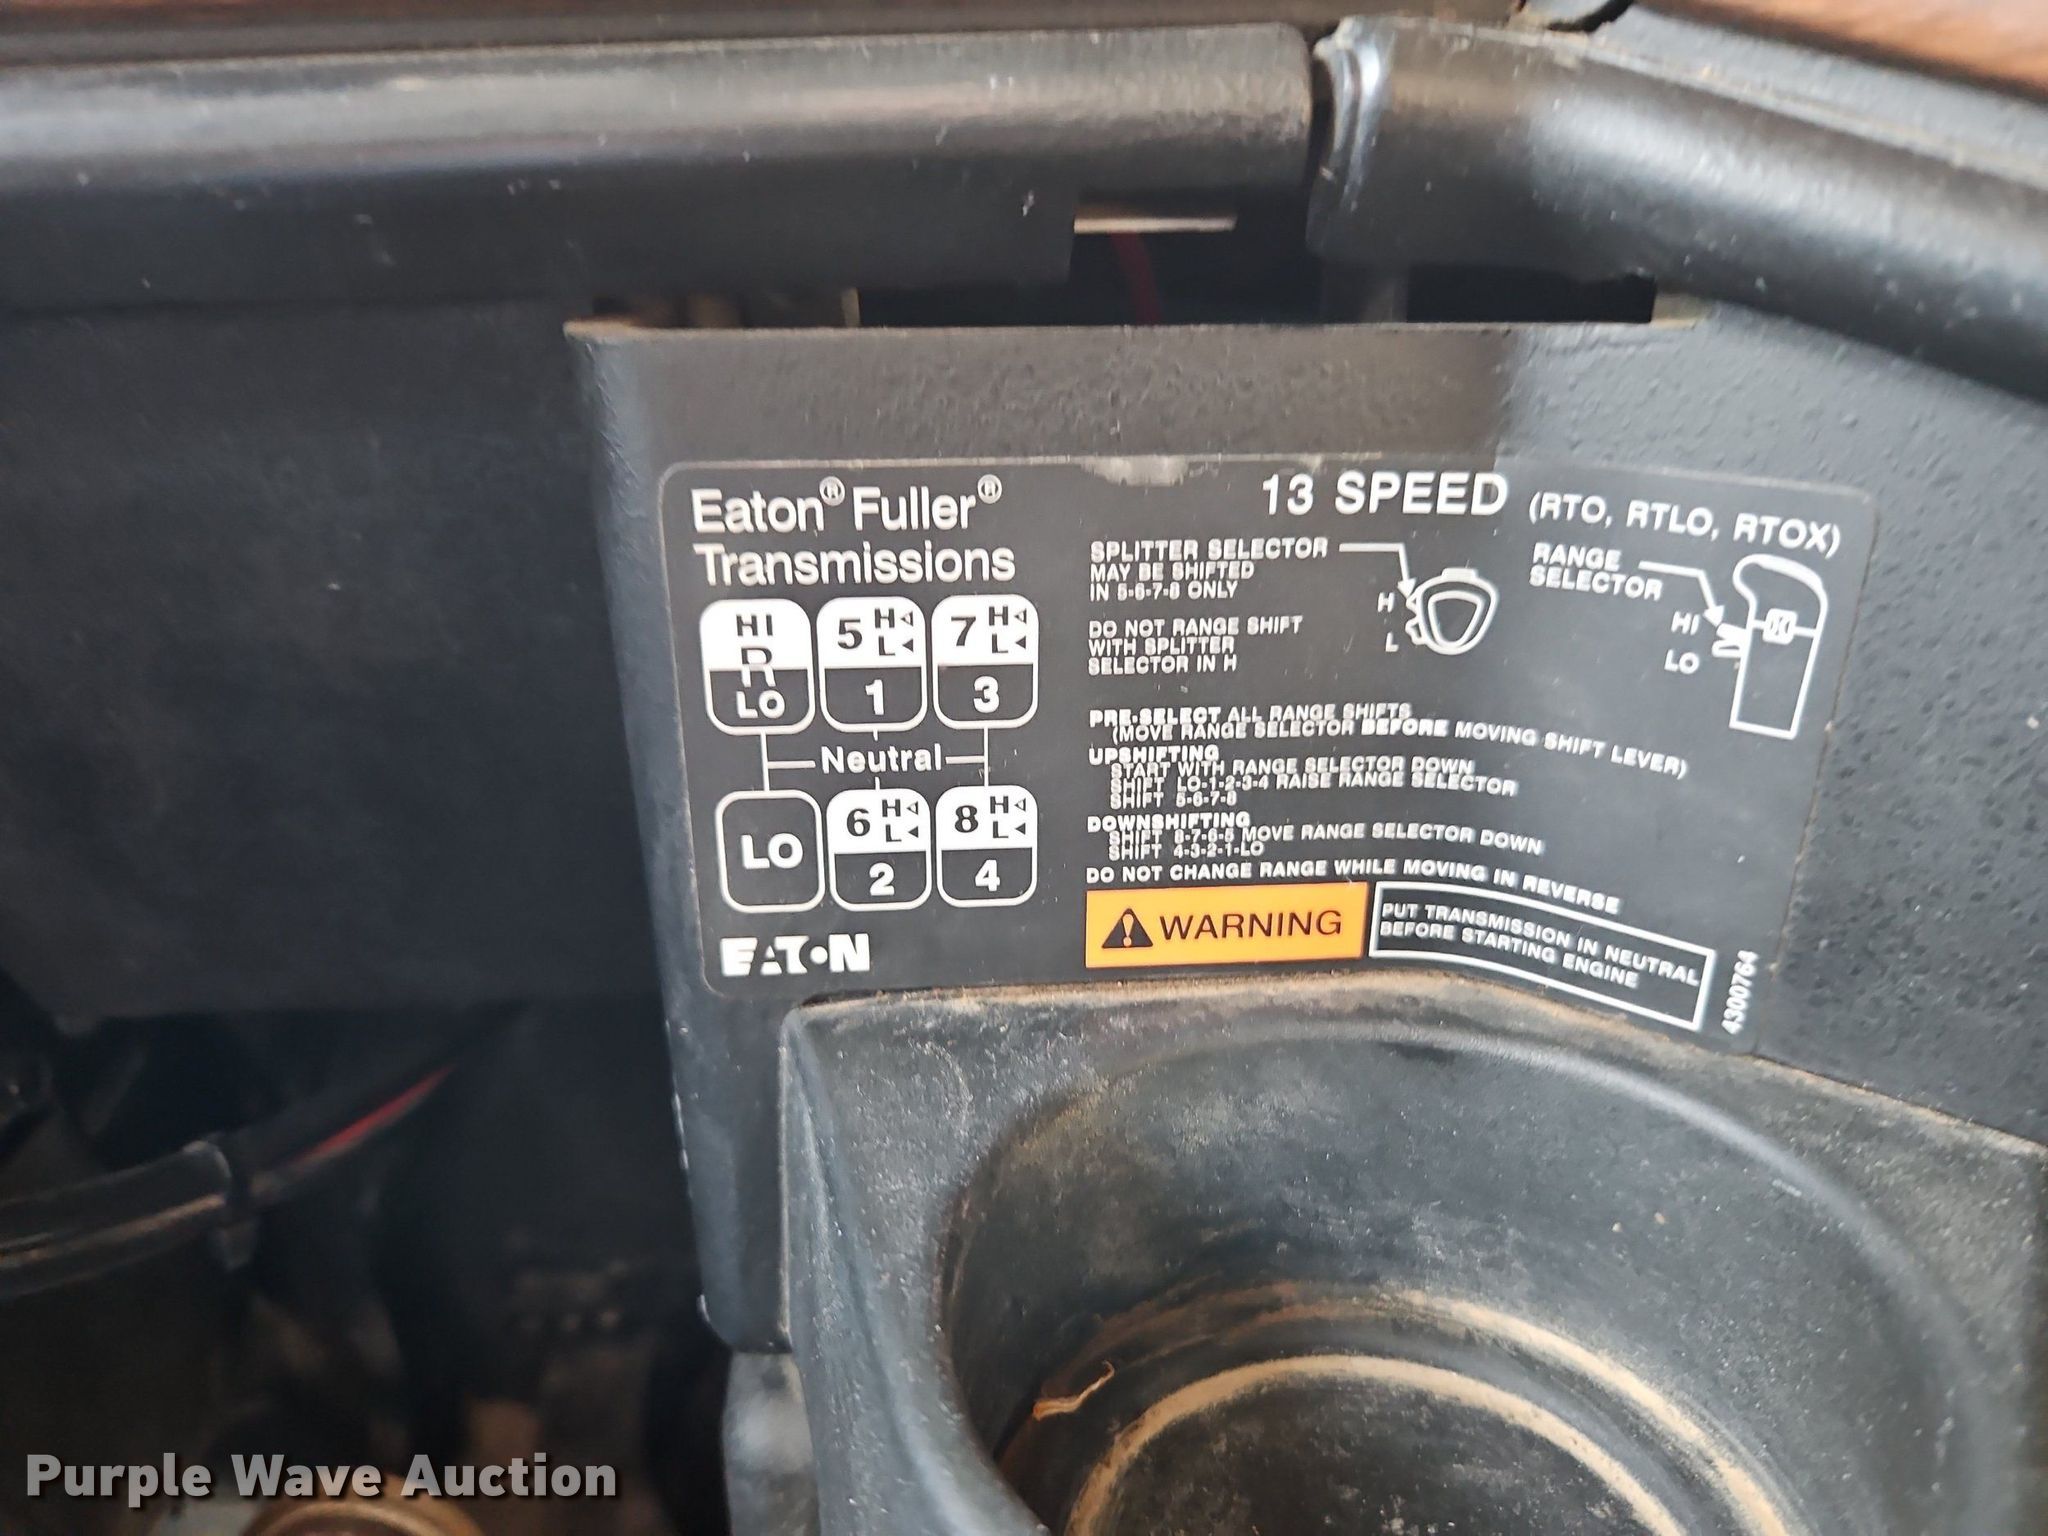 Eaton® Fuller®
Transmissions
13 SPEED (RTO, RTLO, RTOX)
HI
R
LO
5 H L
1
7 H L
3
Neutral
LO
6 H L
2
8 H L
4
EATON
SPLITTER SELECTOR
MAY BE SHIFTED
IN 5-6-7-8 ONLY
H
L
RANGE
SELECTOR
HI
LO
DO NOT RANGE SHIFT
WITH SPLITTER
SELECTOR IN H
PRE-SELECT ALL RANGE SHIFTS
(MOVE RANGE SELECTOR BEFORE MOVING SHIFT LEVER)
UPSHIFTING
START WITH RANGE SELECTOR DOWN
SHIFT LO-1-2-3-4 RAISE RANGE SELECTOR
SHIFT 5-6-7-8
DOWNSHIFTING
SHIFT 8-7-6-5 MOVE RANGE SELECTOR DOWN
SHIFT 4-3-2-1-LO
DO NOT CHANGE RANGE WHILE MOVING IN REVERSE
WARNING
PUT TRANSMISSION IN NEUTRAL
BEFORE STARTING ENGINE
4300764
Purple Wave Auction